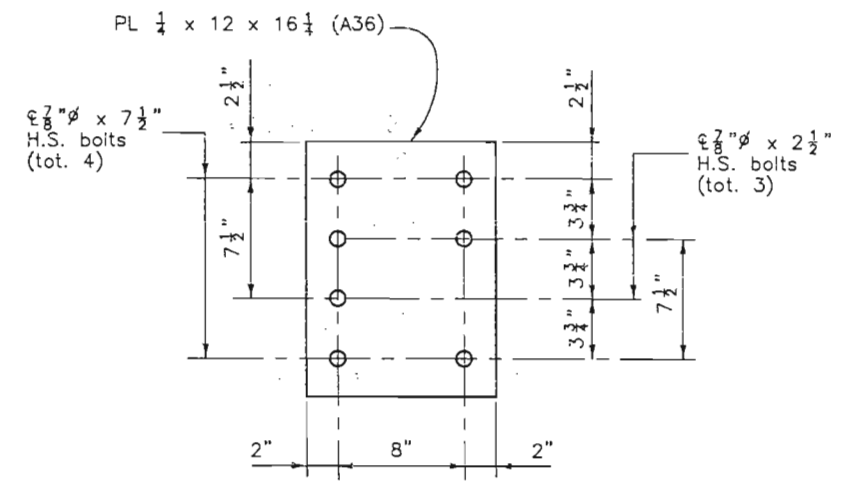 PL 1/4 x 12 x 16 1/4 (A36)
2 1/2"
2 1/2"
℄ 7/8"ø x 7 1/2"
H.S. bolts
(tot. 4)
℄ 7/8"ø x 2 1/2"
H.S. bolts
(tot. 3)
7 1/2"
3 3/4"
3 3/4"
3 3/4"
7 1/2"
2" 8" 2"